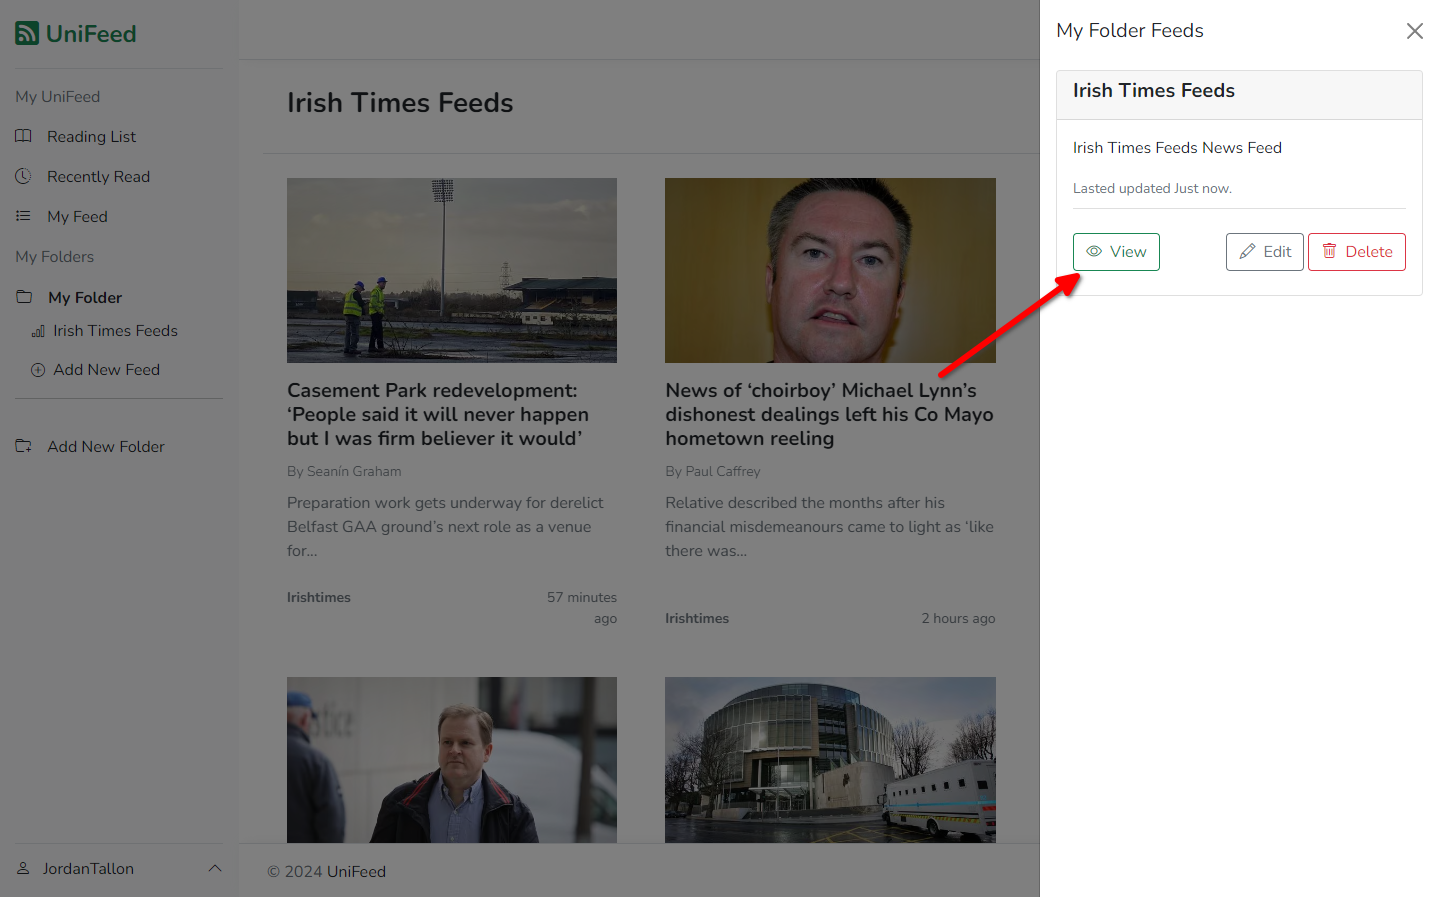 UniFeed
My UniFeed
Reading List
Recently Read
My Feed
My Folders
My Folder
Irish Times Feeds
Add New Feed
Add New Folder
JordanTallon
Irish Times Feeds
Casement Park redevelopment:
‘People said it will never happen
but I was firm believer it would’
By Seanín Graham
Preparation work gets underway for derelict
Belfast GAA ground’s next role as a venue
for...
Irishtimes
57 minutes
ago
News of ‘choirboy’ Michael Lynn’s
dishonest dealings left his Co Mayo
hometown reeling
By Paul Caffrey
Relative described the months after his
financial misdemeanours came to light as ‘like
there was...
Irishtimes
2 hours ago
© 2024 UniFeed
My Folder Feeds
Irish Times Feeds
Irish Times Feeds News Feed
Lasted updated Just now.
View
Edit
Delete